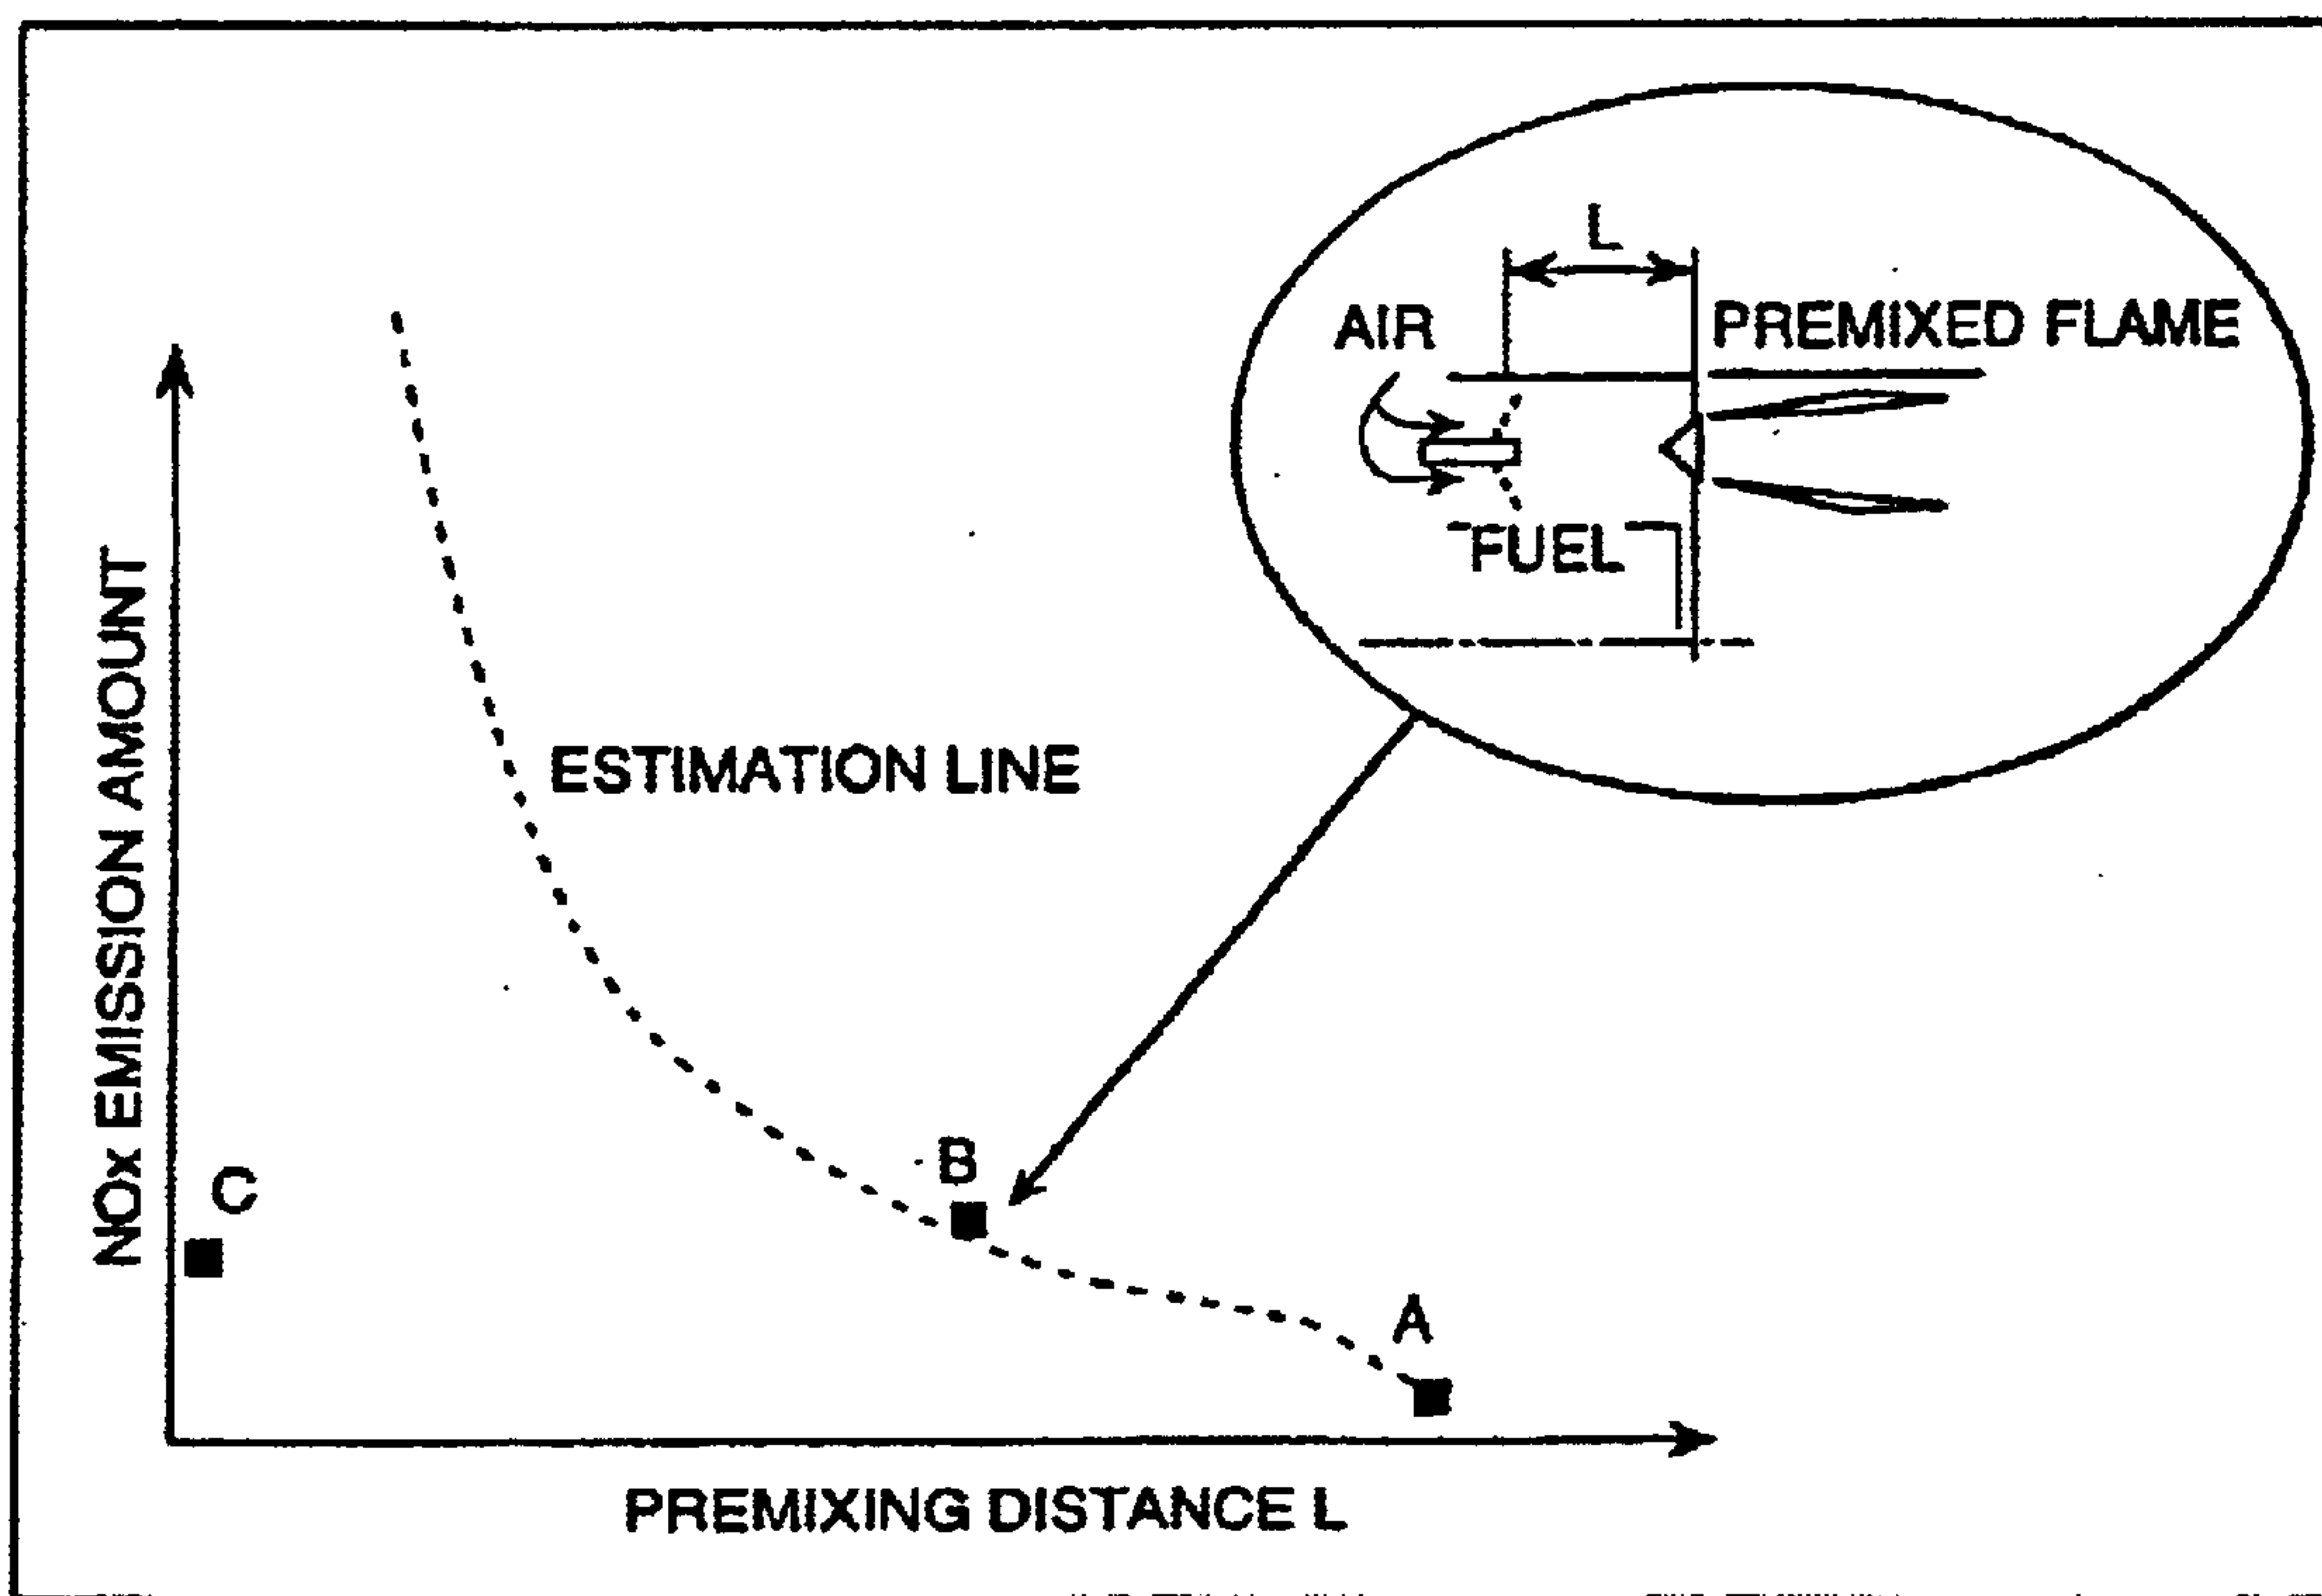 L
AIR
PREMIXED FLAME
FUEL
ESTIMATION LINE
NOx EMISSION AMOUNT
C
B
A
PREMIXING DISTANCE L